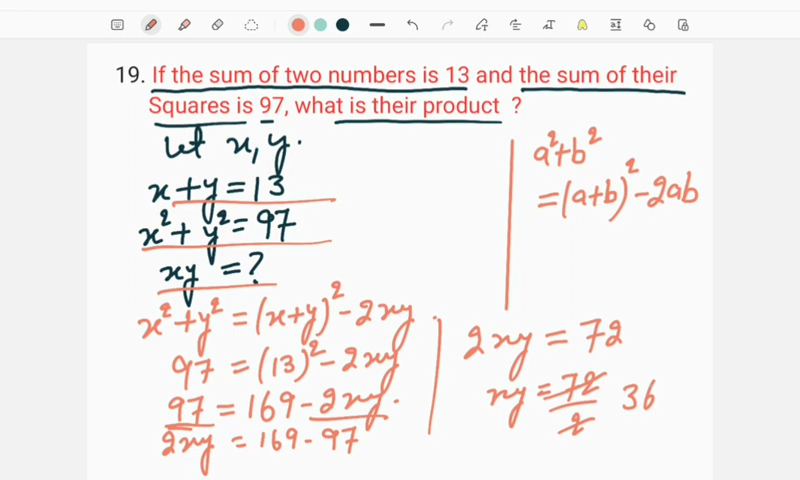 19. If the sum of two numbers is 13 and the sum of their
Squares is 97, what is their product ?
Let x, y.
x+y=13
x²+y²=97
xy=?
x²+y²=(x+y)²-2xy
97=(13)²-2xy
97=169-2xy.
2xy=169-97
a²+b²
=(a+b)²-2ab
2xy=72
xy=72/2 36